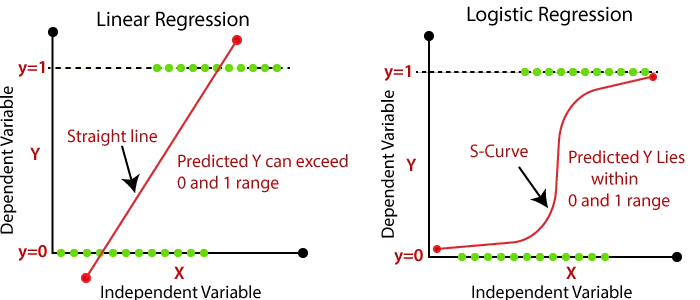 Linear Regression
y=1
Dependent Variable
Y
Straight line
Predicted Y can exceed
0 and 1 range
y=0
X
Independent Variable
Logistic Regression
y=1
Dependent Variable
Y
S-Curve
Predicted Y Lies
within
0 and 1 range
y=0
X
Independent Variable